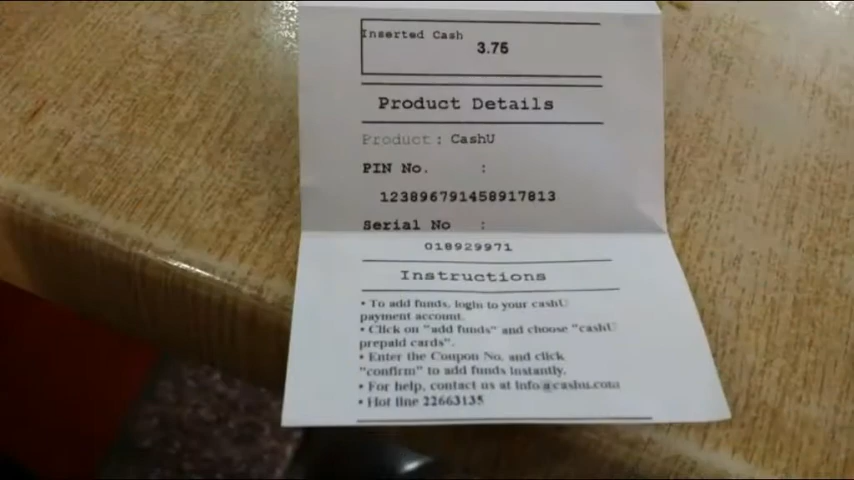 Inserted Cash
3.75
Product Details
Product : CashU
PIN No. :
123896791458917813
Serial No :
018929971
Instructions
• To add funds, login to your cashU
payment account.
• Click on "add funds" and choose "cashU
prepaid cards".
• Enter the Coupon No, and click
"confirm" to add funds instantly.
• For help, contact us at info@cashu.com
• Hot line 22663135